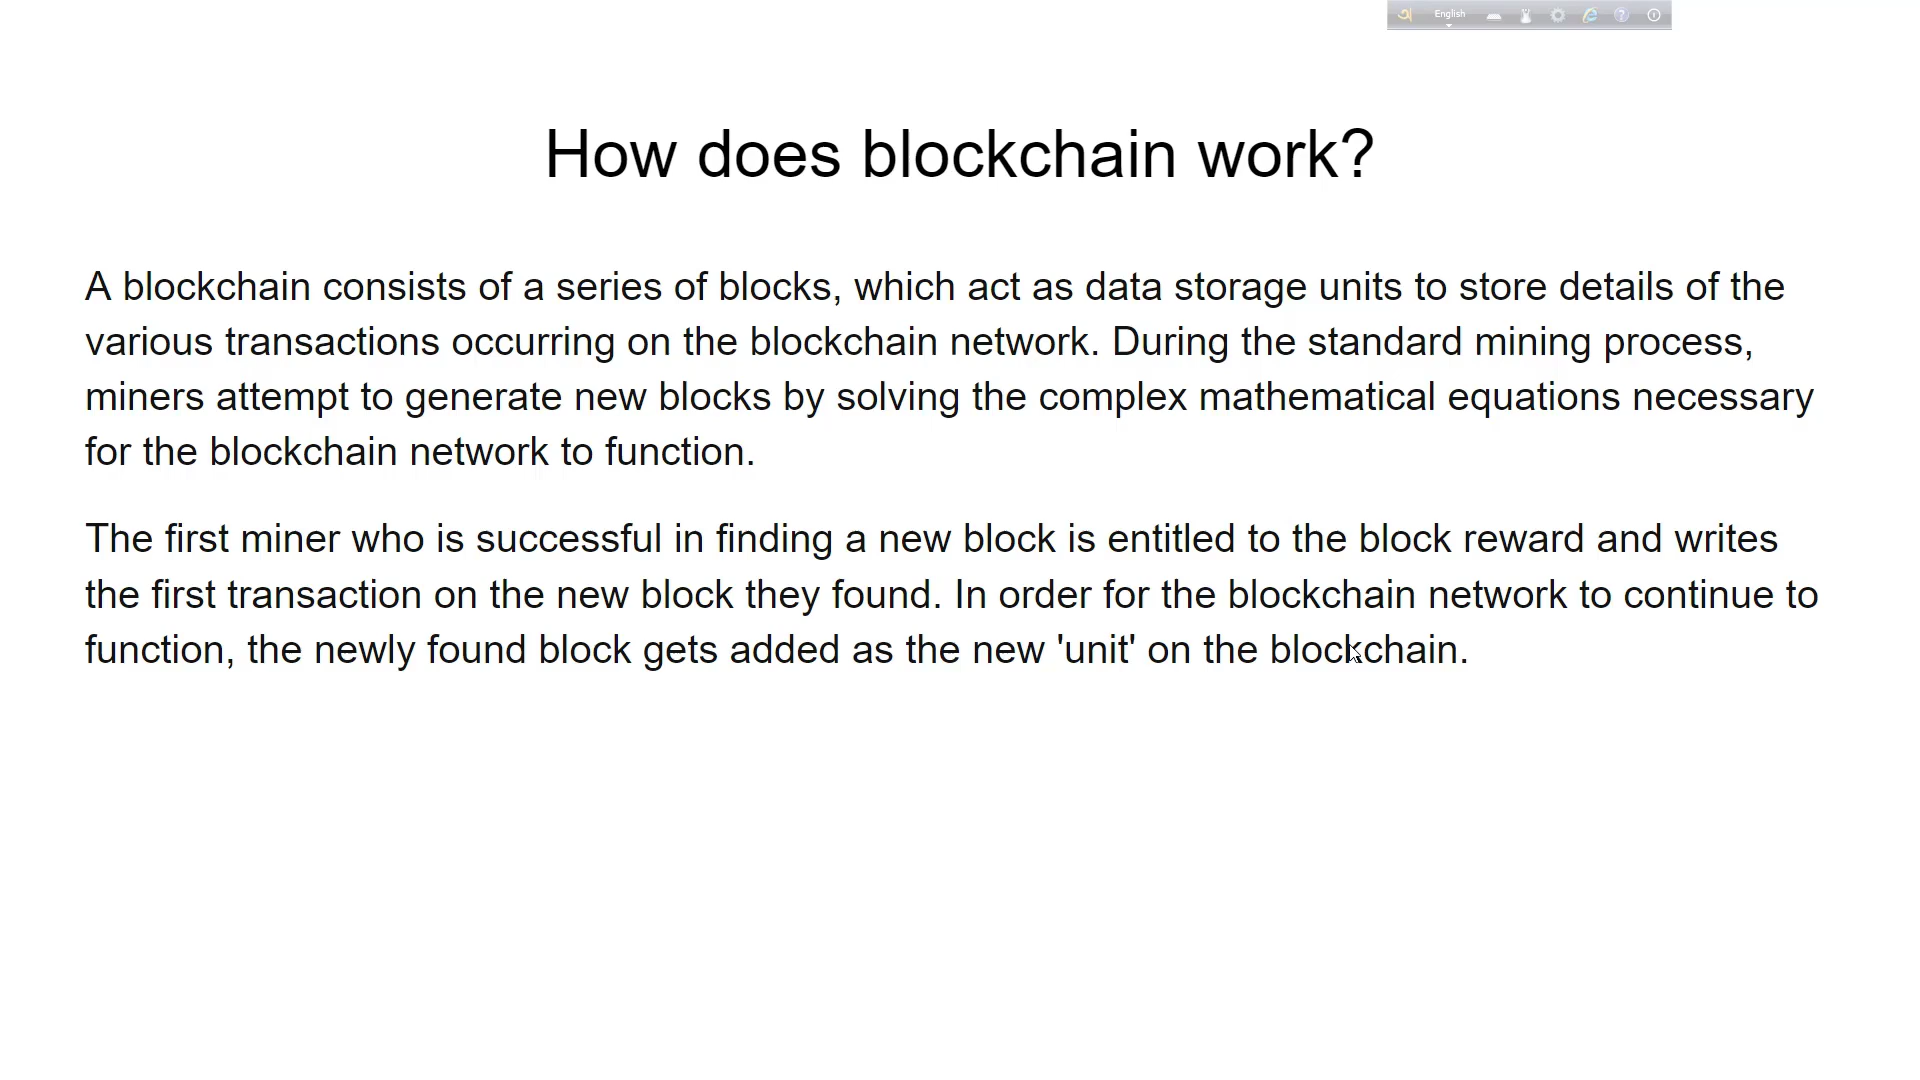 English
How does blockchain work?
A blockchain consists of a series of blocks, which act as data storage units to store details of the
various transactions occurring on the blockchain network. During the standard mining process,
miners attempt to generate new blocks by solving the complex mathematical equations necessary
for the blockchain network to function.
The first miner who is successful in finding a new block is entitled to the block reward and writes
the first transaction on the new block they found. In order for the blockchain network to continue to
function, the newly found block gets added as the new 'unit' on the blockchain.